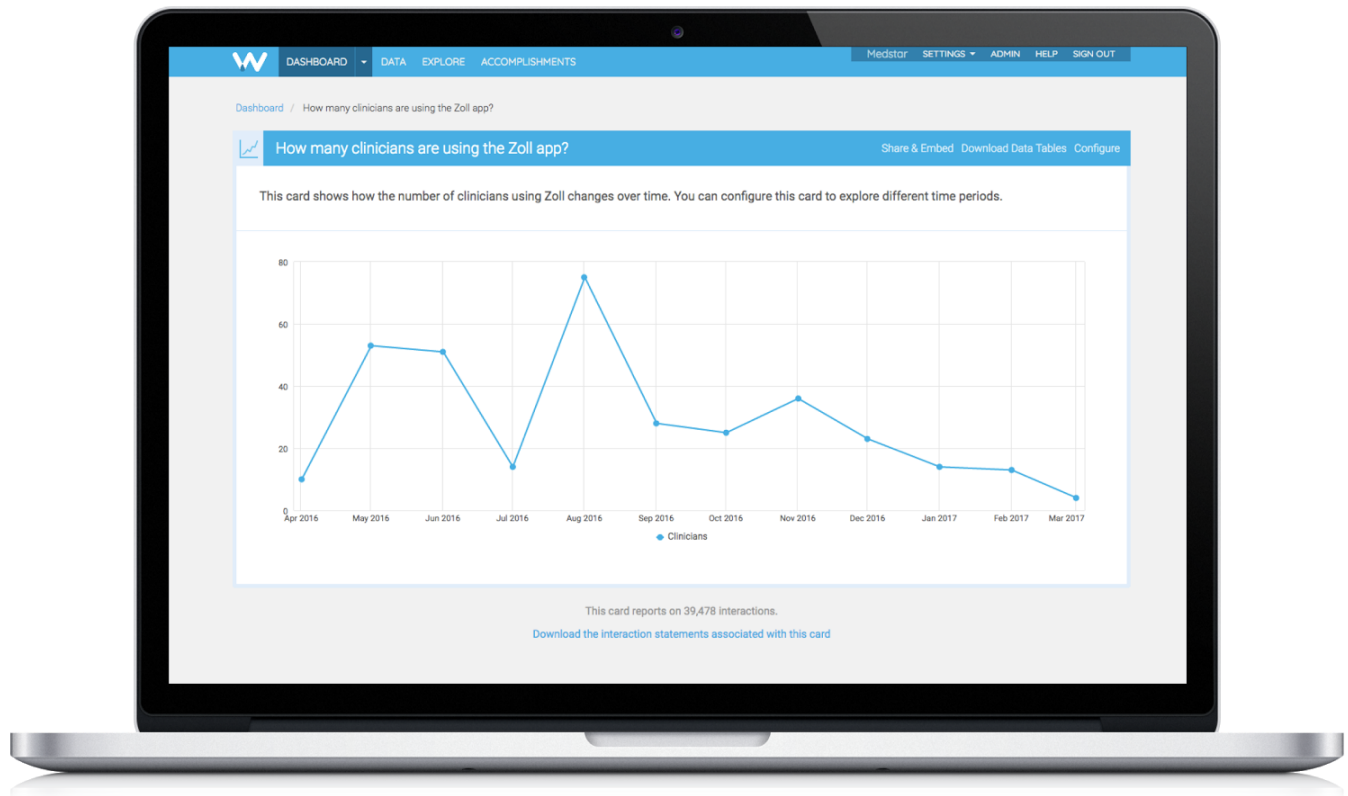 DASHBOARD DATA EXPLORE ACCOMPLISHMENTS Medstar SETTINGS ADMIN HELP SIGN OUT
Dashboard / How many clinicians are using the Zoll app?
How many clinicians are using the Zoll app? Share & Embed Download Data Tables Configure
This card shows how the number of clinicians using Zoll changes over time. You can configure this card to explore different time periods.
80
60
40
20
0
Apr 2016 May 2016 Jun 2016 Jul 2016 Aug 2016 Sep 2016 Oct 2016 Nov 2016 Dec 2016 Jan 2017 Feb 2017 Mar 2017
Clinicians
This card reports on 39,478 interactions.
Download the interaction statements associated with this card